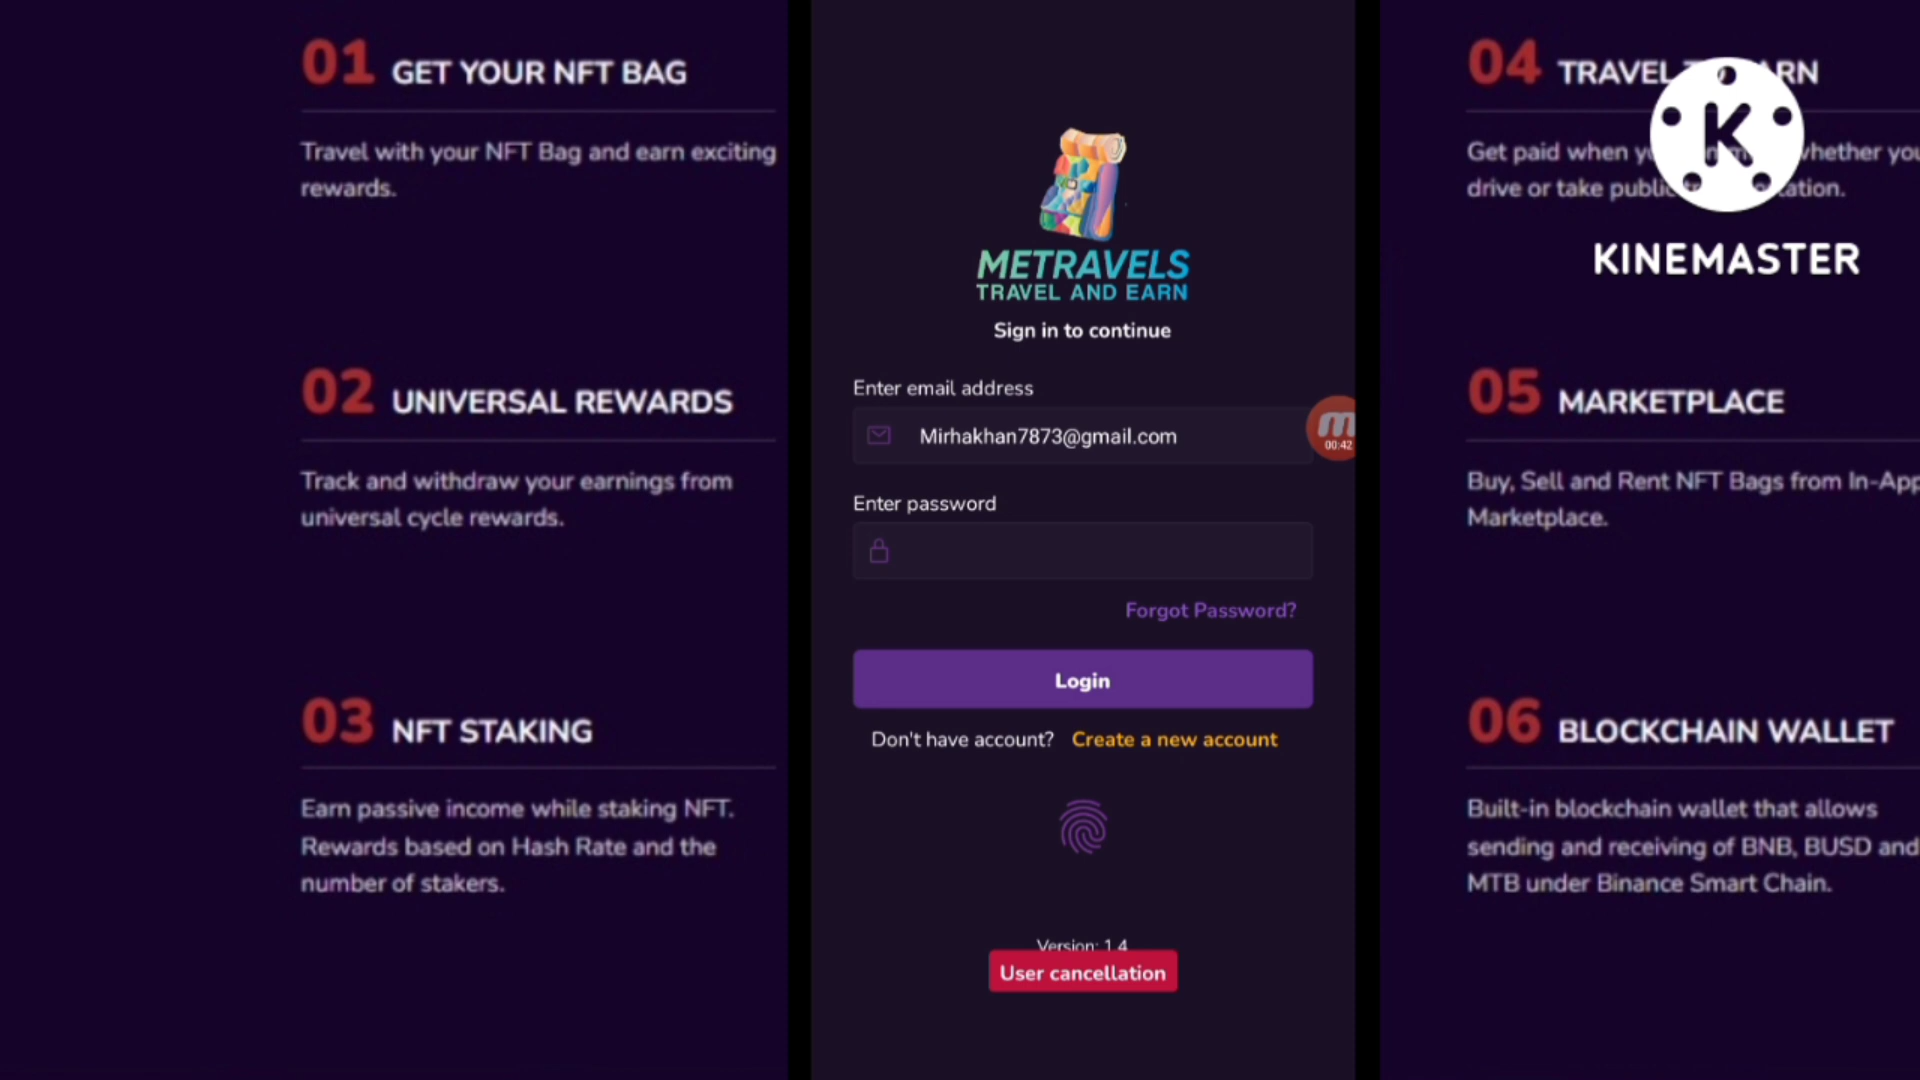 01 GET YOUR NFT BAG
Travel with your NFT Bag and earn exciting
rewards.
02 UNIVERSAL REWARDS
Track and withdraw your earnings from
universal cycle rewards.
03 NFT STAKING
Earn passive income while staking NFT.
Rewards based on Hash Rate and the
number of stakers.
METRAVELS
TRAVEL AND EARN
Sign in to continue
Enter email address
Mirhakhan7873@gmail.com
m
00:42
Enter password
Forgot Password?
Login
Don't have account? Create a new account
Version: 1.4
User cancellation
04 TRAVEL
Get paid when whether you
drive or take public
K
KINEMASTER
05 MARKETPLACE
Buy, Sell and Rent NFT Bags from In-App
Marketplace.
06 BLOCKCHAIN WALLET
Built-in blockchain wallet that allows
sending and receiving of BNB, BUSD and
MTB under Binance Smart Chain.